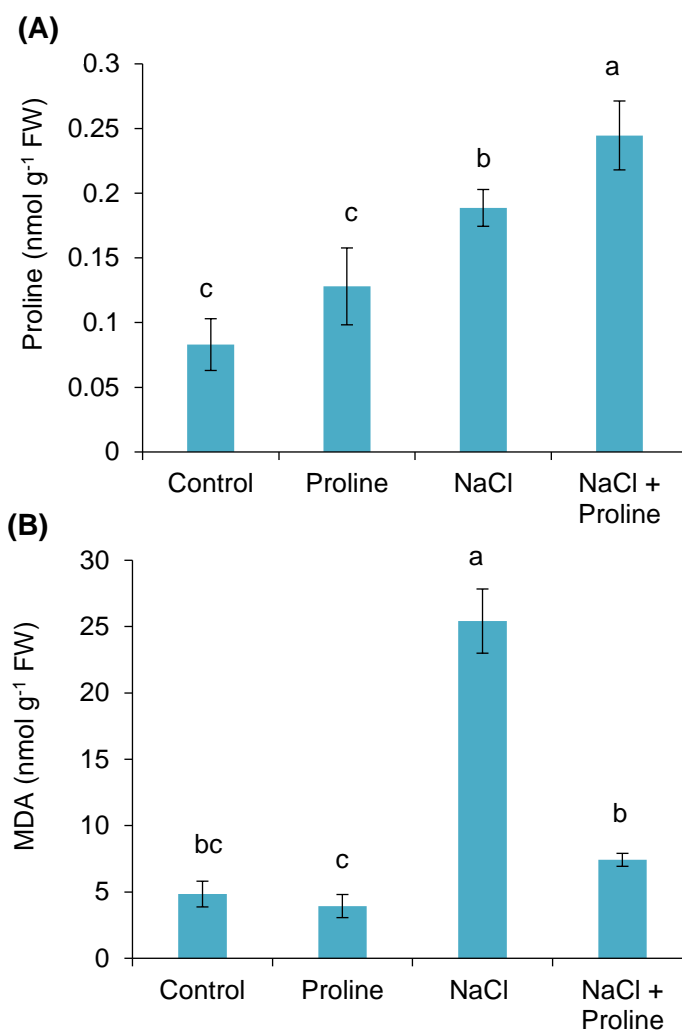 (A)
Proline (nmol g⁻¹ FW)
0.3
0.25
0.2
0.15
0.1
0.05
0
c
c
b
a
Control
Proline
NaCl
NaCl +
Proline
(B)
MDA (nmol g⁻¹ FW)
30
25
20
15
10
5
0
bc
c
a
b
Control
Proline
NaCl
NaCl +
Proline